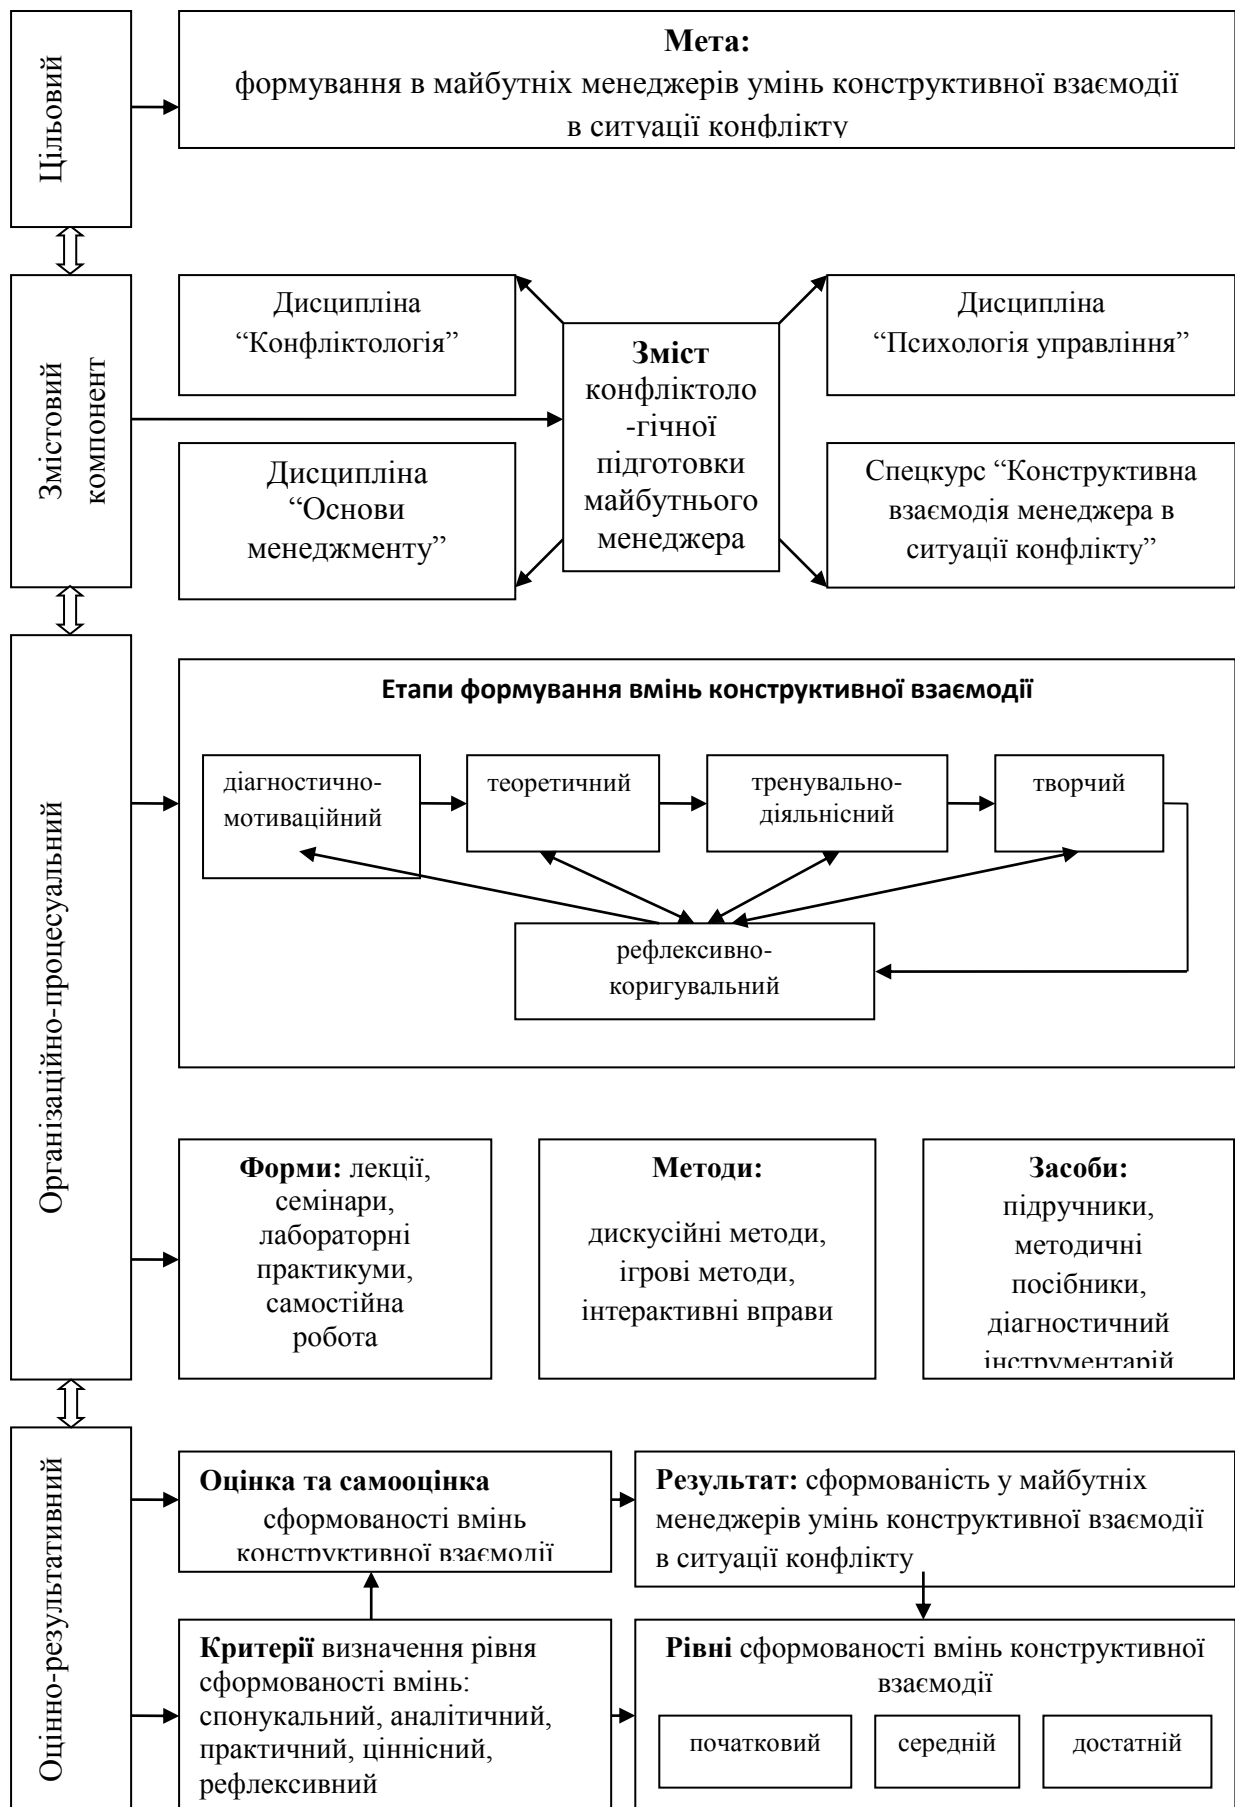 Цільовий
Мета:
формування в майбутніх менеджерів умінь конструктивної взаємодії
в ситуації конфлікту
Змістовий
компонент
Дисципліна
“Конфліктологія”
Зміст
конфліктоло
-гічної
підготовки
майбутнього
менеджера
Дисципліна
“Психологія управління”
Дисципліна
“Основи
менеджменту”
Спецкурс “Конструктивна
взаємодія менеджера в
ситуації конфлікту”
Організаційно-процесуальний
Етапи формування вмінь конструктивної взаємодії
діагностично-
мотиваційний
теоретичний
тренувально-
діяльнісний
творчий
рефлексивно-
коригувальний
Форми: лекції,
семінари,
лабораторні
практикуми,
самостійна
робота
Методи:
дискусійні методи,
ігрові методи,
інтерактивні вправи
Засоби:
підручники,
методичні
посібники,
діагностичний
інструментарій
Оцінно-результативний
Оцінка та самооцінка
сформованості вмінь
конструктивної взаємодії
Результат: сформованість у майбутніх
менеджерів умінь конструктивної взаємодії
в ситуації конфлікту
Критерії визначення рівня
сформованості вмінь:
спонукальний, аналітичний,
практичний, ціннісний,
рефлексивний
Рівні сформованості вмінь конструктивної
взаємодії
початковий
середній
достатній